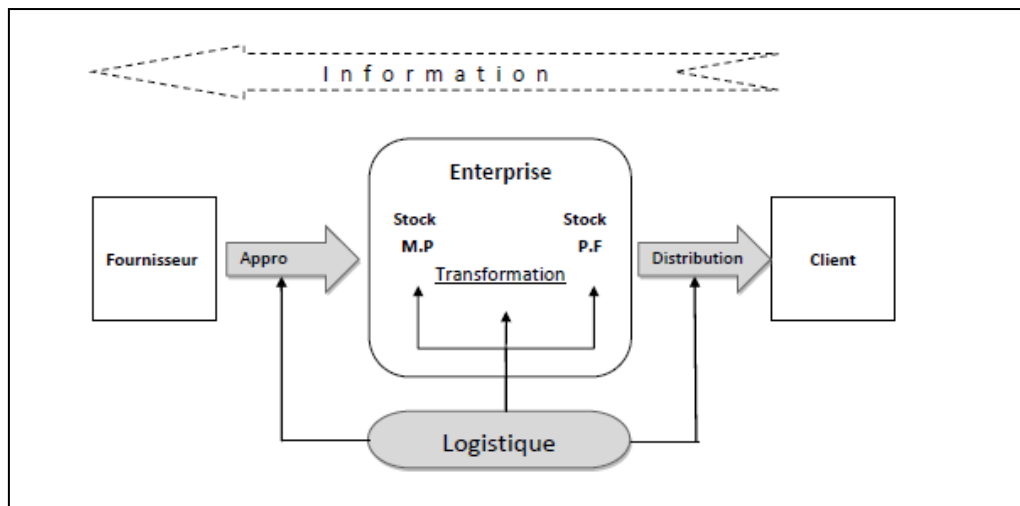 Information
Enterprise
Stock
M.P
Stock
P.F
Transformation
Fournisseur
Appro
Distribution
Client
Logistique